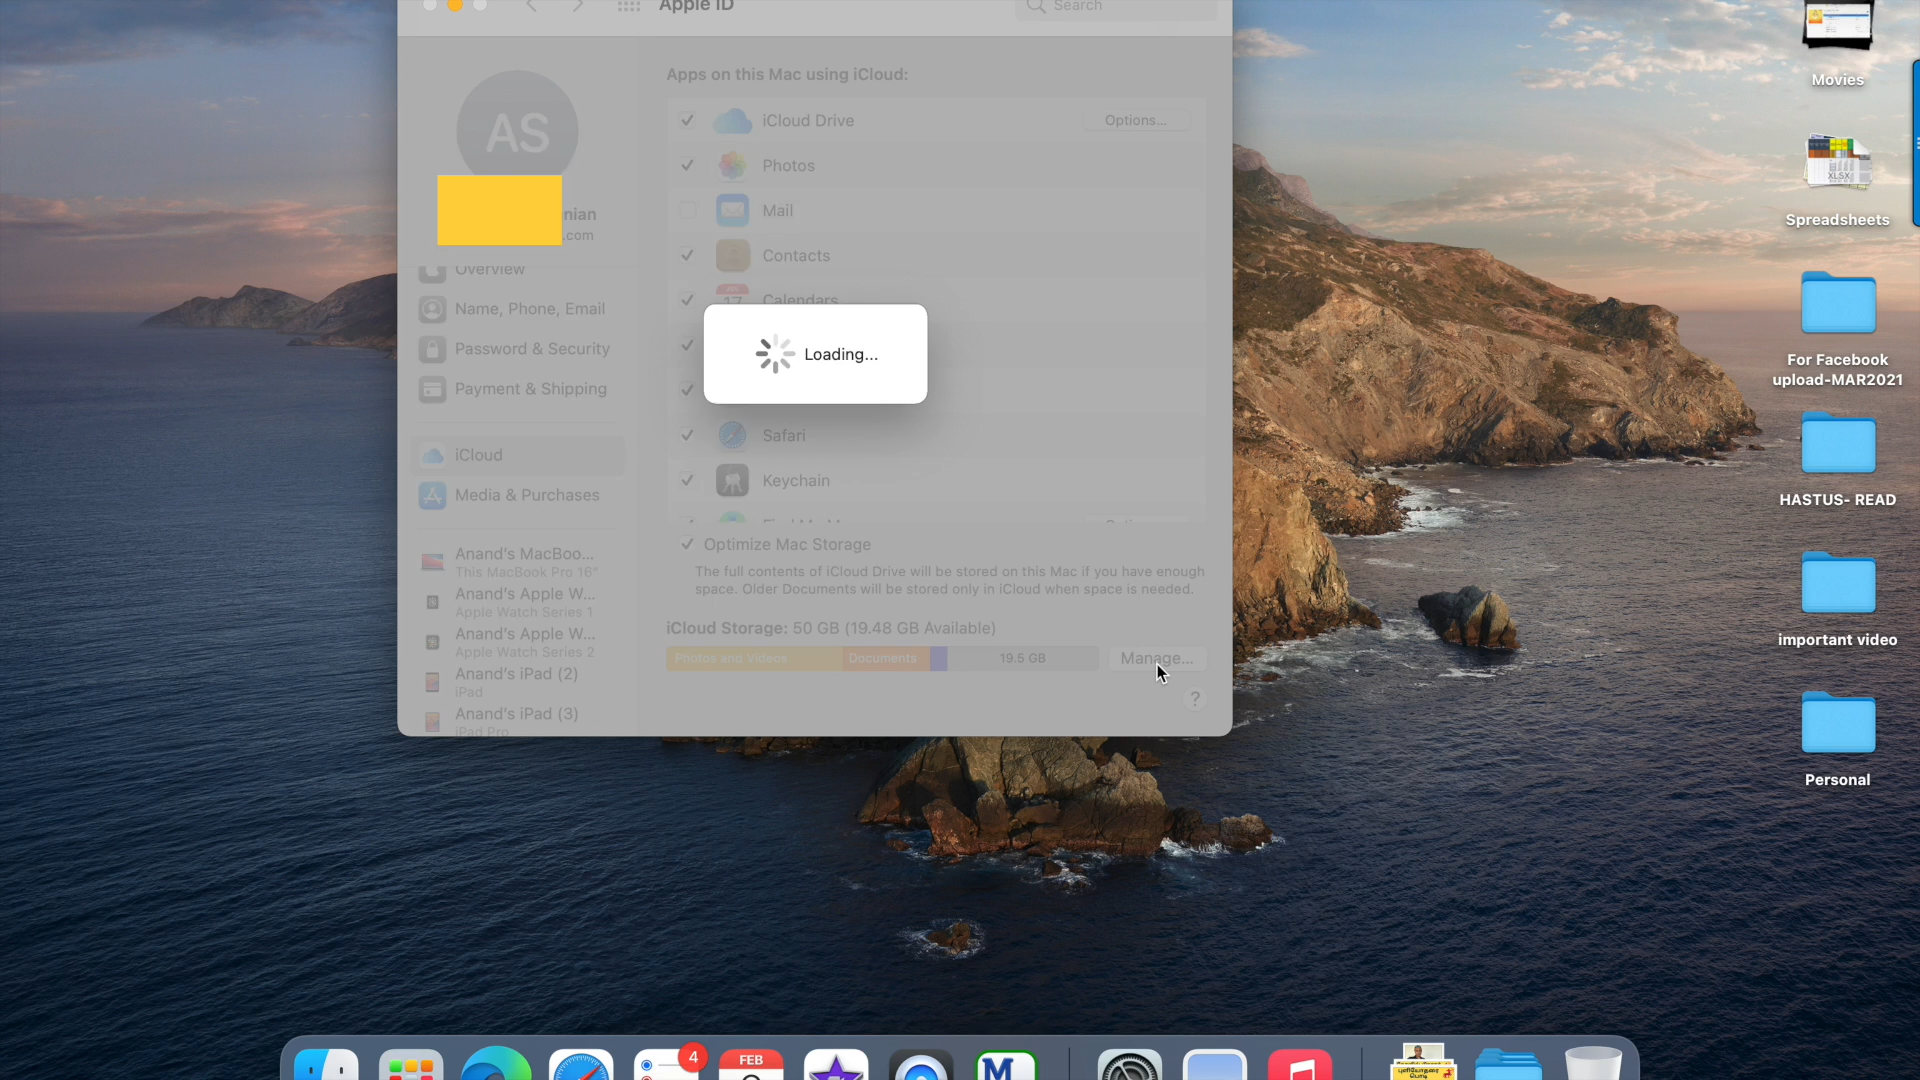 Apple ID
Search
AS
nian
.com
Overview
Name, Phone, Email
Password & Security
Payment & Shipping
iCloud
Media & Purchases
Anand's MacBoo...
This MacBook Pro 16"
Anand's Apple W...
Apple Watch Series 1
Anand's Apple W...
Apple Watch Series 2
Anand's iPad (2)
iPad
Anand's iPad (3)
iPad Pro
Apps on this Mac using iCloud:
iCloud Drive
Options...
Photos
Mail
Contacts
Calendars
Loading...
Safari
Keychain
Optimize Mac Storage
The full contents of iCloud Drive will be stored on this Mac if you have enough
space. Older Documents will be stored only in iCloud when space is needed.
iCloud Storage: 50 GB (19.48 GB Available)
Photos and Videos
Documents
19.5 GB
Manage...
?
Movies
XLSX
Spreadsheets
For Facebook
upload-MAR2021
HASTUS- READ
important video
Personal
4
FEB
M